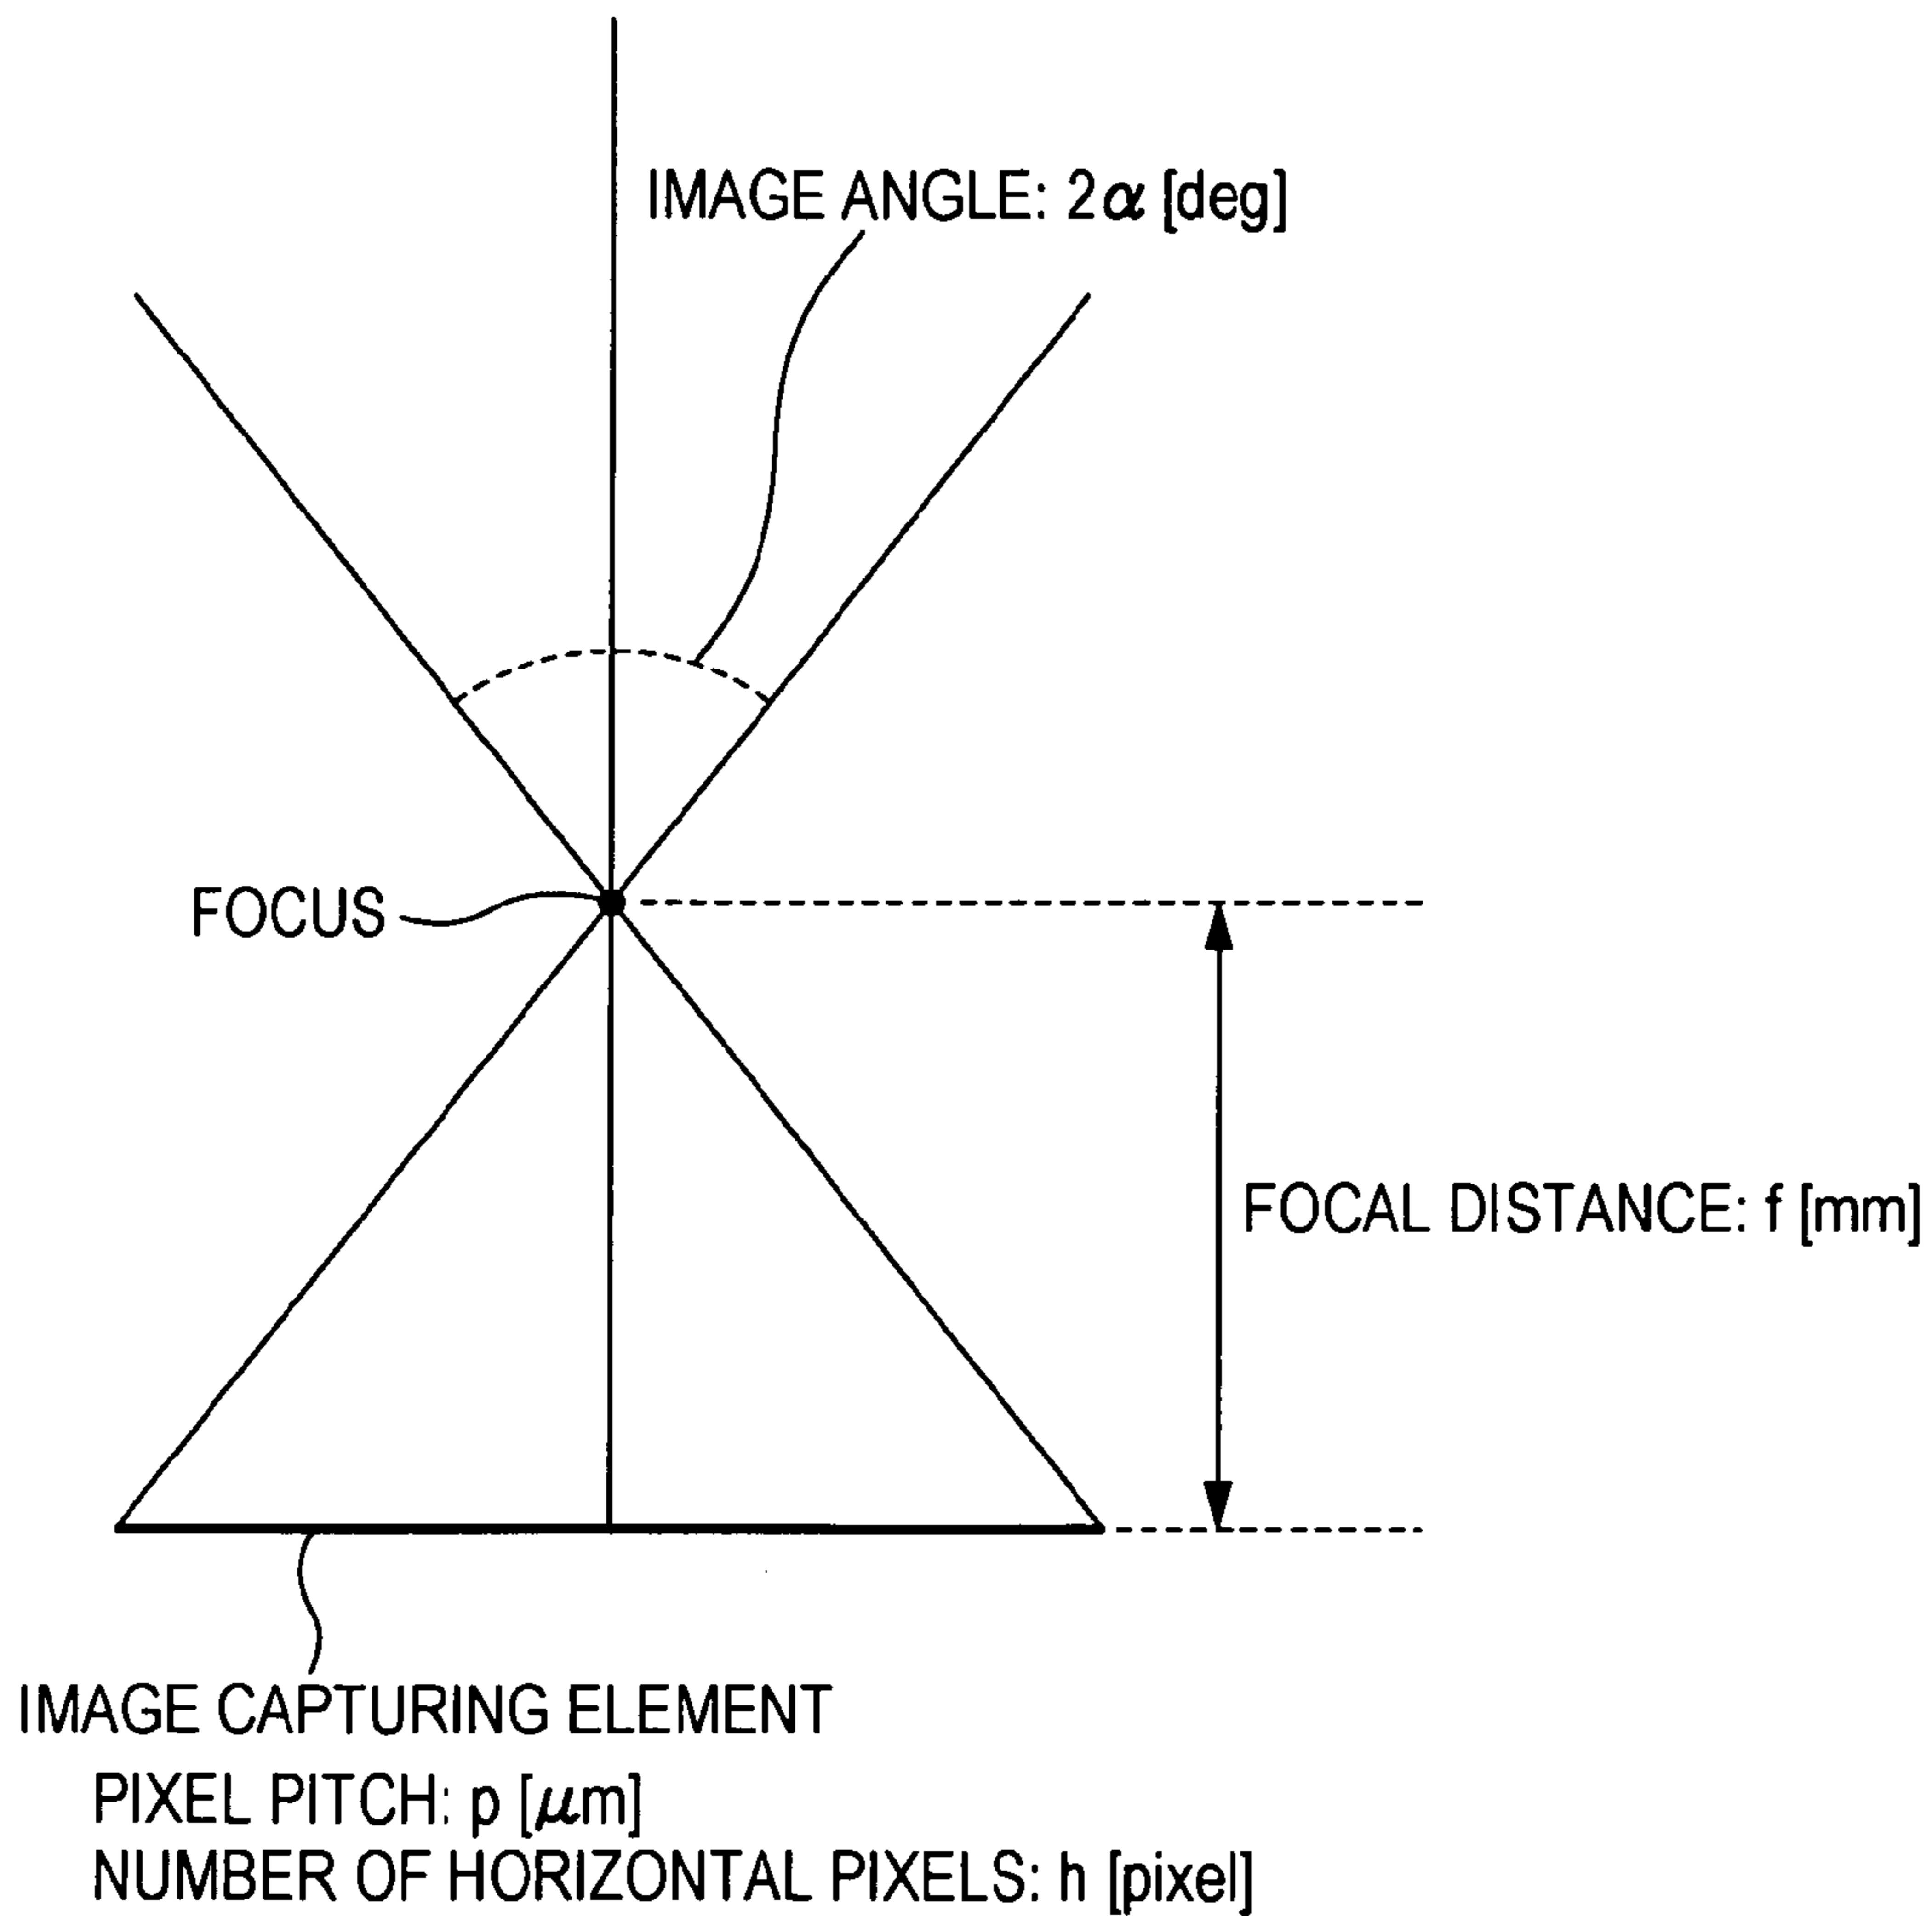 IMAGE ANGLE: 2α [deg]
FOCUS
FOCAL DISTANCE: f [mm]
IMAGE CAPTURING ELEMENT
PIXEL PITCH: p [μm]
NUMBER OF HORIZONTAL PIXELS: h [pixel]